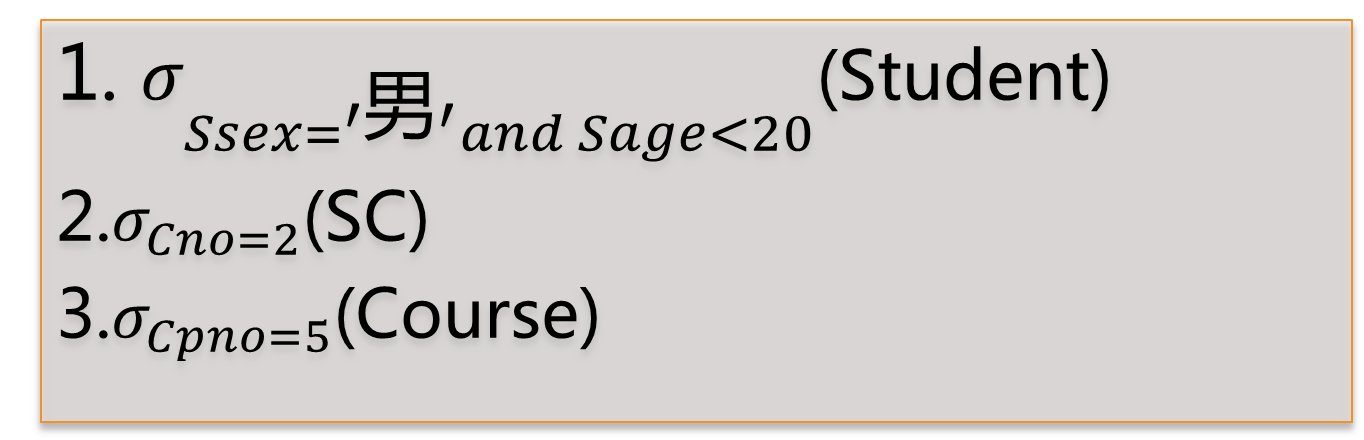 1. σ Ssex='男' and Sage<20 (Student)
2.σCno=2(SC)
3.σCpno=5(Course)